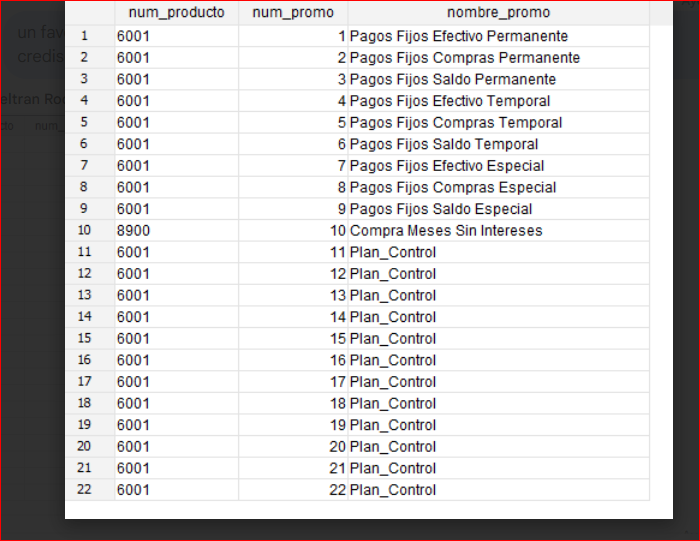 num_producto num_promo nombre_promo
1 6001 1 Pagos Fijos Efectivo Permanente
2 6001 2 Pagos Fijos Compras Permanente
3 6001 3 Pagos Fijos Saldo Permanente
4 6001 4 Pagos Fijos Efectivo Temporal
5 6001 5 Pagos Fijos Compras Temporal
6 6001 6 Pagos Fijos Saldo Temporal
7 6001 7 Pagos Fijos Efectivo Especial
8 6001 8 Pagos Fijos Compras Especial
9 6001 9 Pagos Fijos Saldo Especial
10 8900 10 Compra Meses Sin Intereses
11 6001 11 Plan_Control
12 6001 12 Plan_Control
13 6001 13 Plan_Control
14 6001 14 Plan_Control
15 6001 15 Plan_Control
16 6001 16 Plan_Control
17 6001 17 Plan_Control
18 6001 18 Plan_Control
19 6001 19 Plan_Control
20 6001 20 Plan_Control
21 6001 21 Plan_Control
22 6001 22 Plan_Control
un